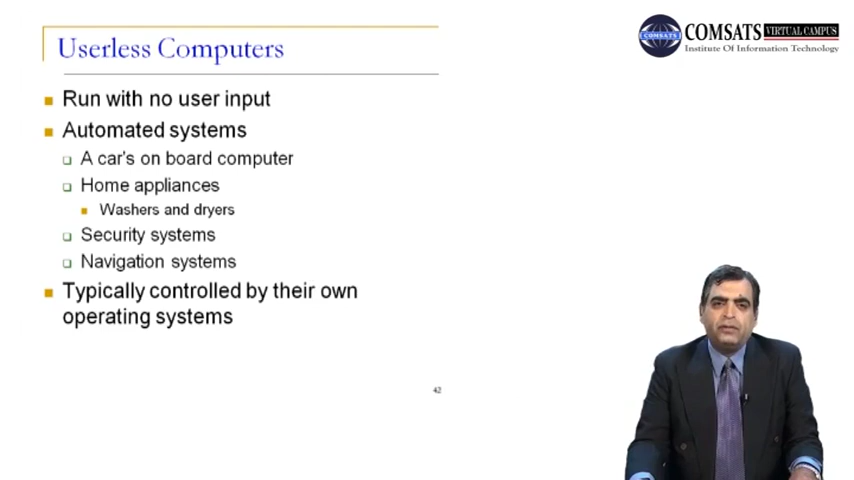 Userless Computers
Run with no user input
Automated systems
A car's on board computer
Home appliances
Washers and dryers
Security systems
Navigation systems
Typically controlled by their own
operating systems
42
COMSATS VIRTUAL CAMPUS
Institute Of Information Technology
COMSATS